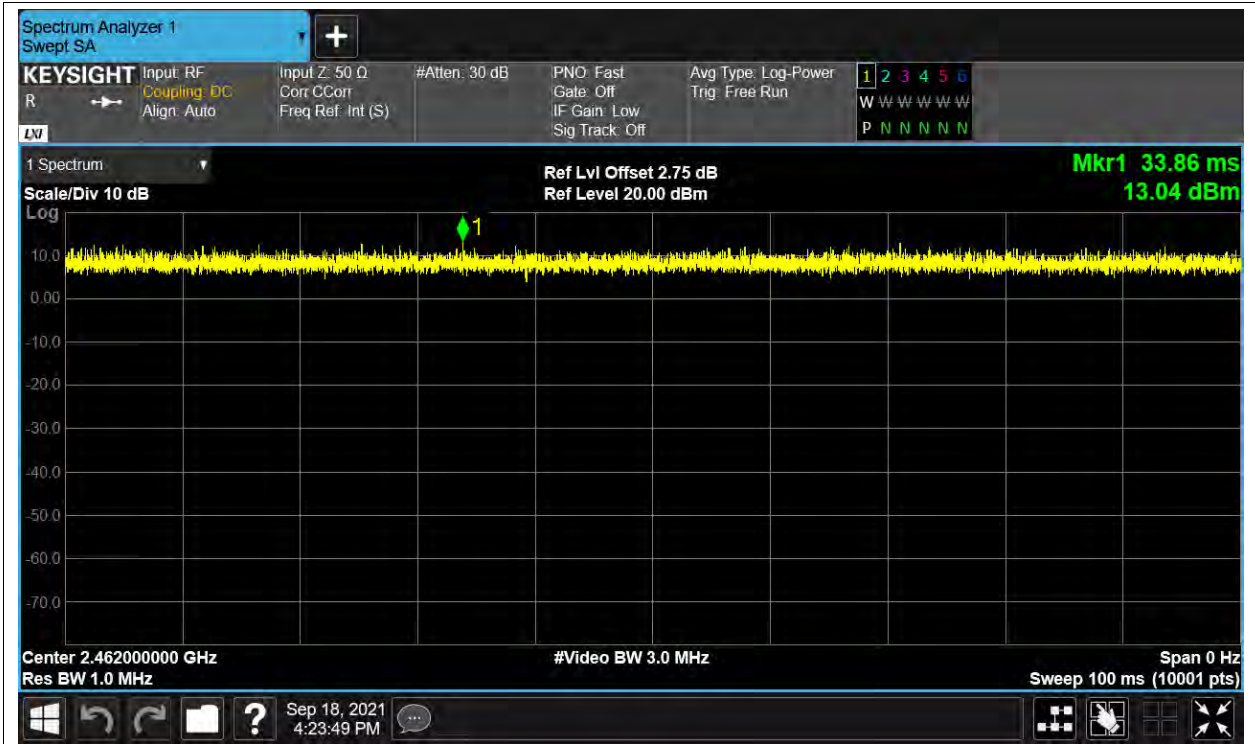 Spectrum Analyzer 1
Swept SA
+
KEYSIGHT Input: RF Input Z: 50 Ω #Atten: 30 dB PNO: Fast Avg Type: Log-Power 1 2 3 4 5 6
R Coupling: DC Corr CCorr Gate: Off Trig: Free Run W W W W W W
Align: Auto Freq Ref: Int (S) IF Gain: Low
LXI Sig Track: Off P N N N N N
1 Spectrum Ref Lvl Offset 2.75 dB Mkr1 33.86 ms
Scale/Div 10 dB Ref Level 20.00 dBm 13.04 dBm
Log
1
10.0
0.00
-10.0
-20.0
-30.0
-40.0
-50.0
-60.0
-70.0
Center 2.462000000 GHz #Video BW 3.0 MHz Span 0 Hz
Res BW 1.0 MHz Sweep 100 ms (10001 pts)
? Sep 18, 2021
4:23:49 PM